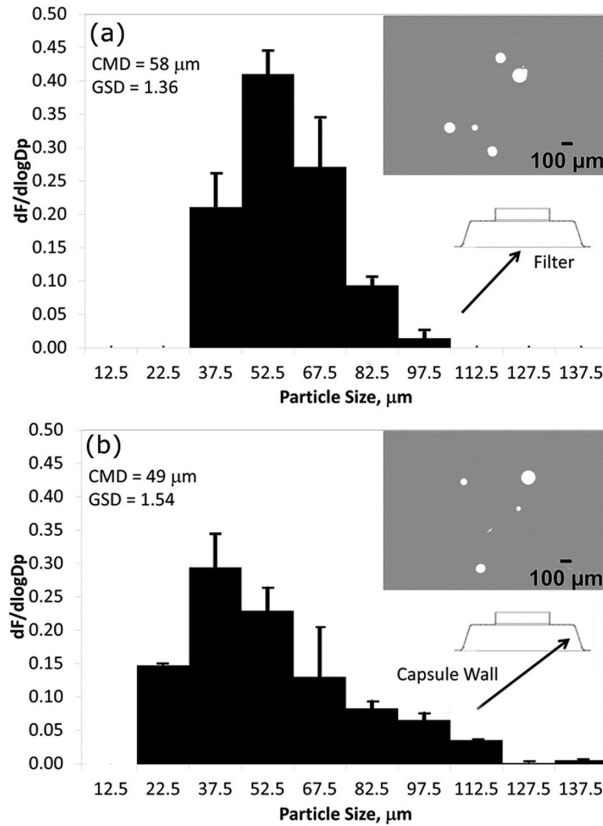 (a)
CMD = 58 μm
GSD = 1.36
dF/dlogDp
0.50
0.45
0.40
0.35
0.30
0.25
0.20
0.15
0.10
0.05
0.00
100 μm
Filter
12.5 22.5 37.5 52.5 67.5 82.5 97.5 112.5 127.5 137.5
Particle Size, μm
(b)
CMD = 49 μm
GSD = 1.54
dF/dlogDp
0.50
0.45
0.40
0.35
0.30
0.25
0.20
0.15
0.10
0.05
0.00
100 μm
Capsule Wall
12.5 22.5 37.5 52.5 67.5 82.5 97.5 112.5 127.5 137.5
Particle Size, μm